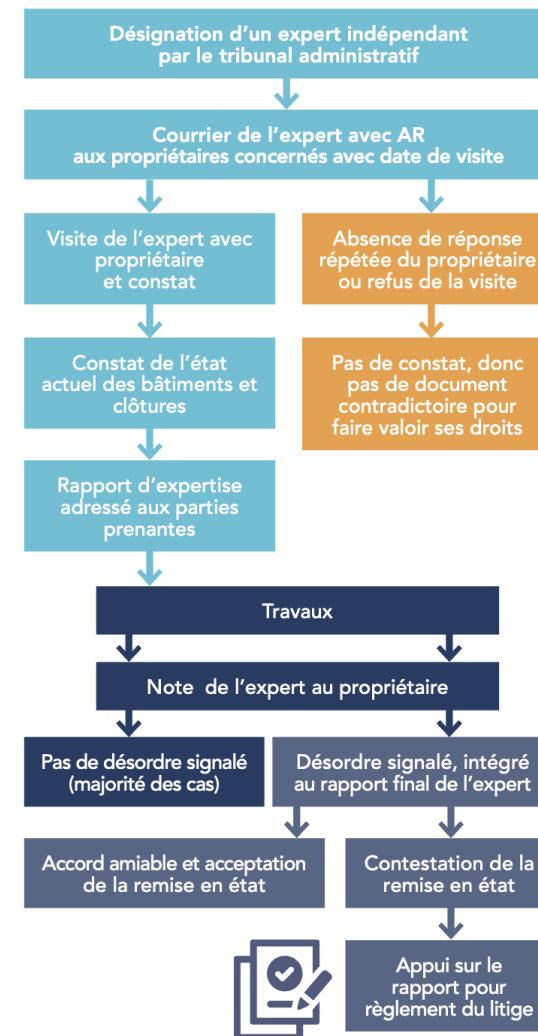 Désignation d'un expert indépendant
par le tribunal administratif
Courrier de l'expert avec AR
aux propriétaires concernés avec date de visite
Visite de l'expert avec
propriétaire
et constat
Absence de réponse
répétée du propriétaire
ou refus de la visite
Constat de l'état
actuel des bâtiments et
clôtures
Pas de constat, donc
pas de document
contradictoire pour
faire valoir ses droits
Rapport d'expertise
adressé aux parties
prenantes
Travaux
Note de l'expert au propriétaire
Pas de désordre signalé
(majorité des cas)
Désordre signalé, intégré
au rapport final de l'expert
Accord amiable et acceptation
de la remise en état
Contestation de la
remise en état
Appui sur le
rapport pour
règlement du litige